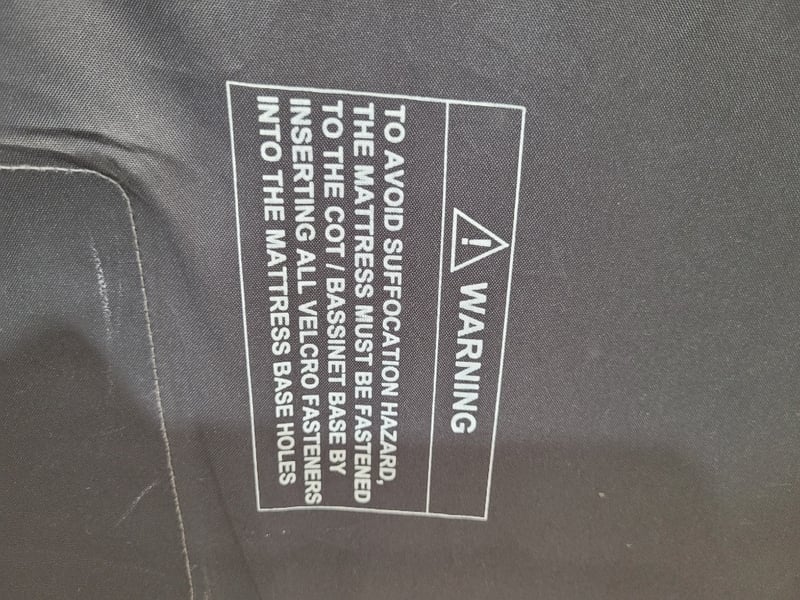 WARNING
TO AVOID SUFFOCATION HAZARD,
THE MATTRESS MUST BE FASTENED
TO THE COT / BASSINET BASE BY
INSERTING ALL VELCRO FASTENERS
INTO THE MATTRESS BASE HOLES